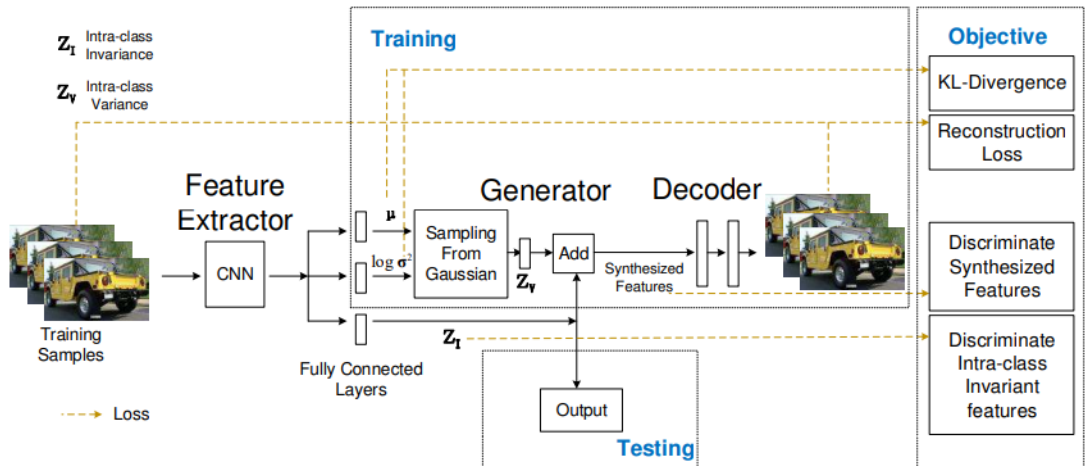 Z_I Intra-class
Invariance
Z_V Intra-class
Variance
Training
Objective
KL-Divergence
Reconstruction
Loss
Feature
Extractor
Generator
Decoder
μ
log σ²
CNN
Sampling
From
Gaussian
Z_V
Add
Synthesized
Features
Discriminate
Synthesized
Features
Training
Samples
Z_I
Fully Connected
Layers
Discriminate
Intra-class
Invariant
features
Output
Loss
Testing